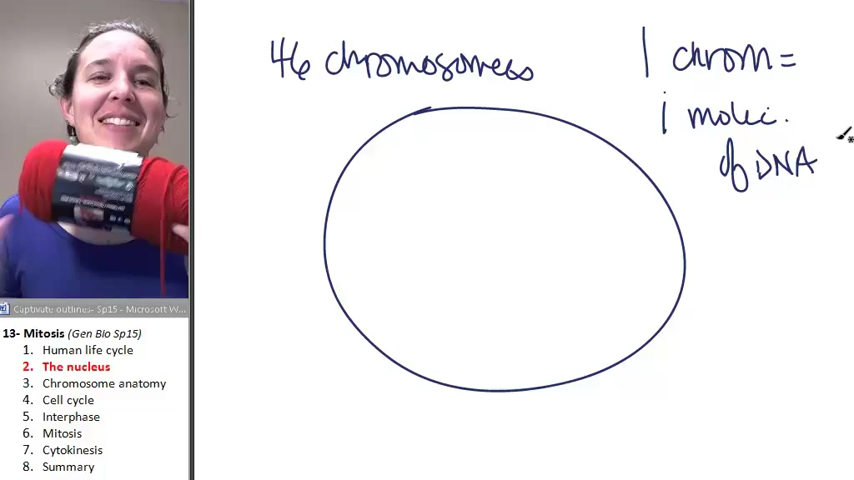 46 chromosomess
1 chrom =
1 molec.
of DNA
Captivate outlines- Sp15 - Microsoft W...
13- Mitosis (Gen Bio Sp15)
1. Human life cycle
2. The nucleus
3. Chromosome anatomy
4. Cell cycle
5. Interphase
6. Mitosis
7. Cytokinesis
8. Summary